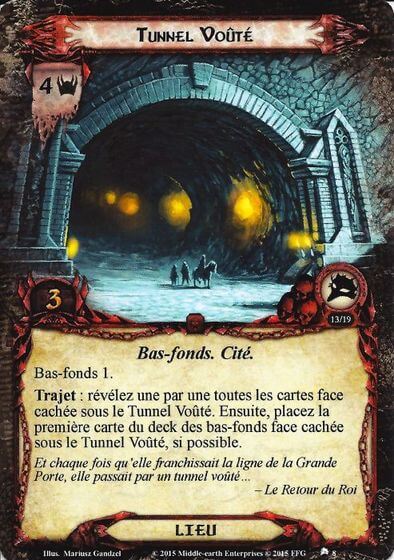 TUNNEL VOÛTÉ
4
3
13/19
Bas-fonds. Cité.
Bas-fonds 1.
Trajet : révélez une par une toutes les cartes face
cachée sous le Tunnel Voûté. Ensuite, placez la
première carte du deck des bas-fonds face cachée
sous le Tunnel Voûté, si possible.
Et chaque fois qu'elle franchissait la ligne de la Grande
Porte, elle passait par un tunnel voûté…
– Le Retour du Roi
LIEU
Illus. Mariusz Gandzel © 2015 Middle-earth Enterprises © 2015 FFG 8